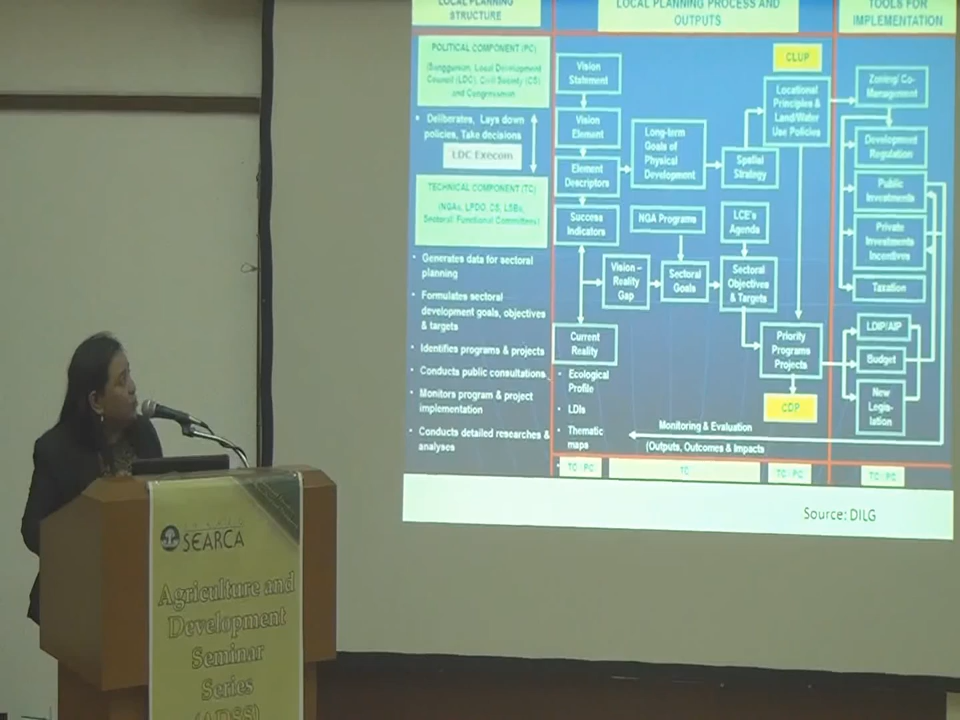 LOCAL PLANNING
STRUCTURE
LOCAL PLANNING PROCESS AND
OUTPUTS
TOOLS FOR
IMPLEMENTATION
POLITICAL COMPONENT (PC)
(Sanggunian, Local Development
Council (LDC), Civil Society (CS)
and Congressman
• Deliberates, Lays down
policies, Take decisions
LDC Execom
TECHNICAL COMPONENT (TC)
(NGAs, LPDO, CS, LSBs,
Sectoral/Functional Committees)
• Generates data for sectoral
planning
• Formulates sectoral
development goals, objectives
& targets
• Identifies programs & projects
• Conducts public consultations
• Monitors program & project
implementation
• Conducts detailed researches &
analyses
Vision
Statement
Vision
Element
Element
Descriptors
Success
Indicators
Current
Reality
• Ecological
Profile
• LDIs
• Thematic
maps
Long-term
Goals of
Physical
Development
Spatial
Strategy
CLUP
Locational
Principles &
Land/Water
Use Policies
NGA Programs
LCE's
Agenda
Vision –
Reality
Gap
Sectoral
Goals
Sectoral
Objectives
& Targets
Priority
Programs
Projects
CDP
Monitoring & Evaluation
(Outputs, Outcomes & Impacts
Zoning/ Co-
Management
Development
Regulation
Public
Investments
Private
Investments
Incentives
Taxation
LDIP/AIP
Budget
New
Legis-
lation
TC / PC
TC
TC / PC
TC / PC
Source: DILG
SEARCA
Agriculture and
Development
Seminar
Series
(ADSS)